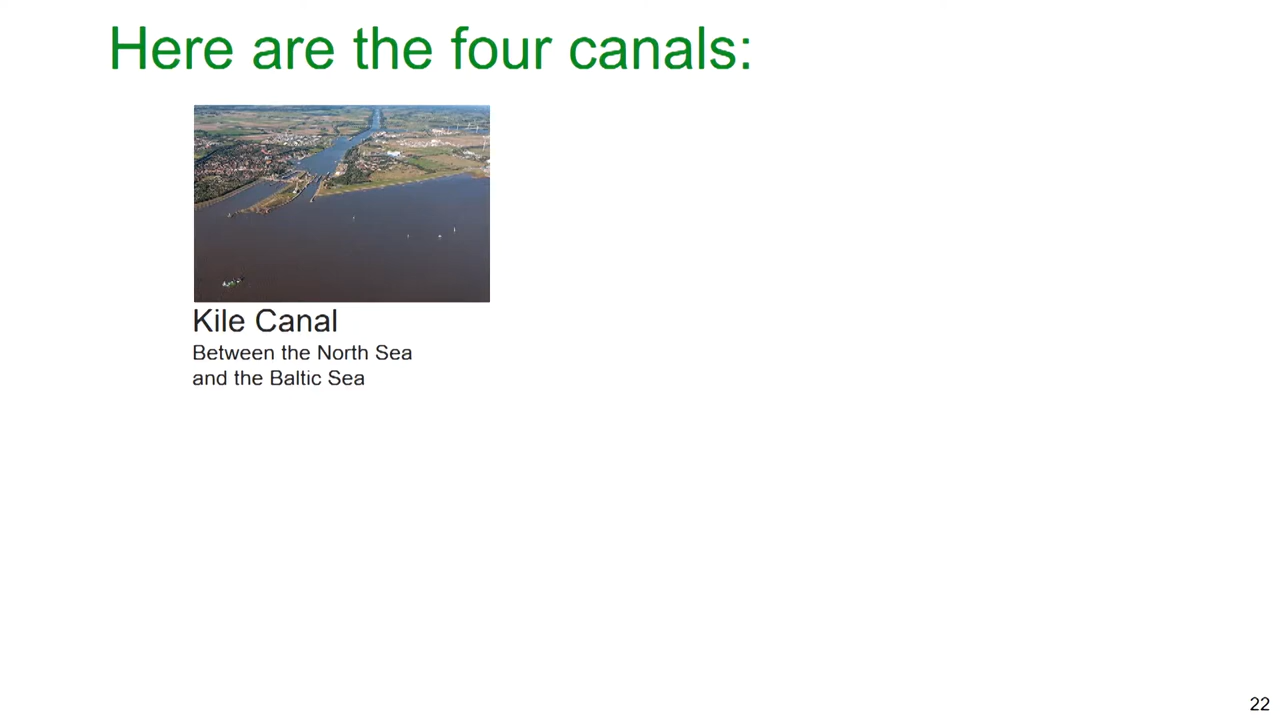 Here are the four canals:
Kile Canal
Between the North Sea
and the Baltic Sea
22